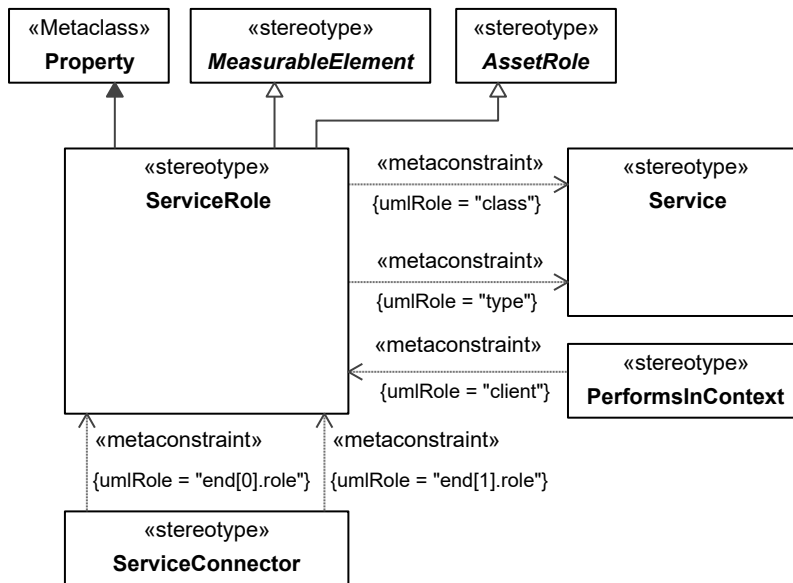 «Metaclass»
Property
«stereotype»
MeasurableElement
«stereotype»
AssetRole
«stereotype»
ServiceRole
«metaconstraint»
{umlRole = "class"}
«stereotype»
Service
«metaconstraint»
{umlRole = "type"}
«metaconstraint»
{umlRole = "client"}
«stereotype»
PerformsInContext
«metaconstraint»
{umlRole = "end[0].role"}
«metaconstraint»
{umlRole = "end[1].role"}
«stereotype»
ServiceConnector